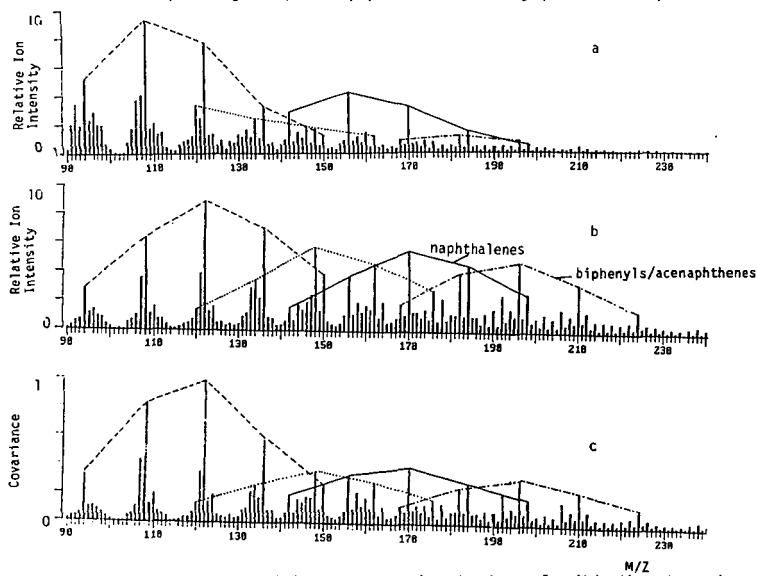 Relative Ion
Intensity
10
0
a
90 110 130 150 170 190 210 230
Relative Ion
Intensity
10
0
b
naphthalenes
biphenyls/acenaphthenes
90 110 130 150 170 190 210 230
Covariance
1
0
c
90 110 130 150 170 190 210 230
M/Z